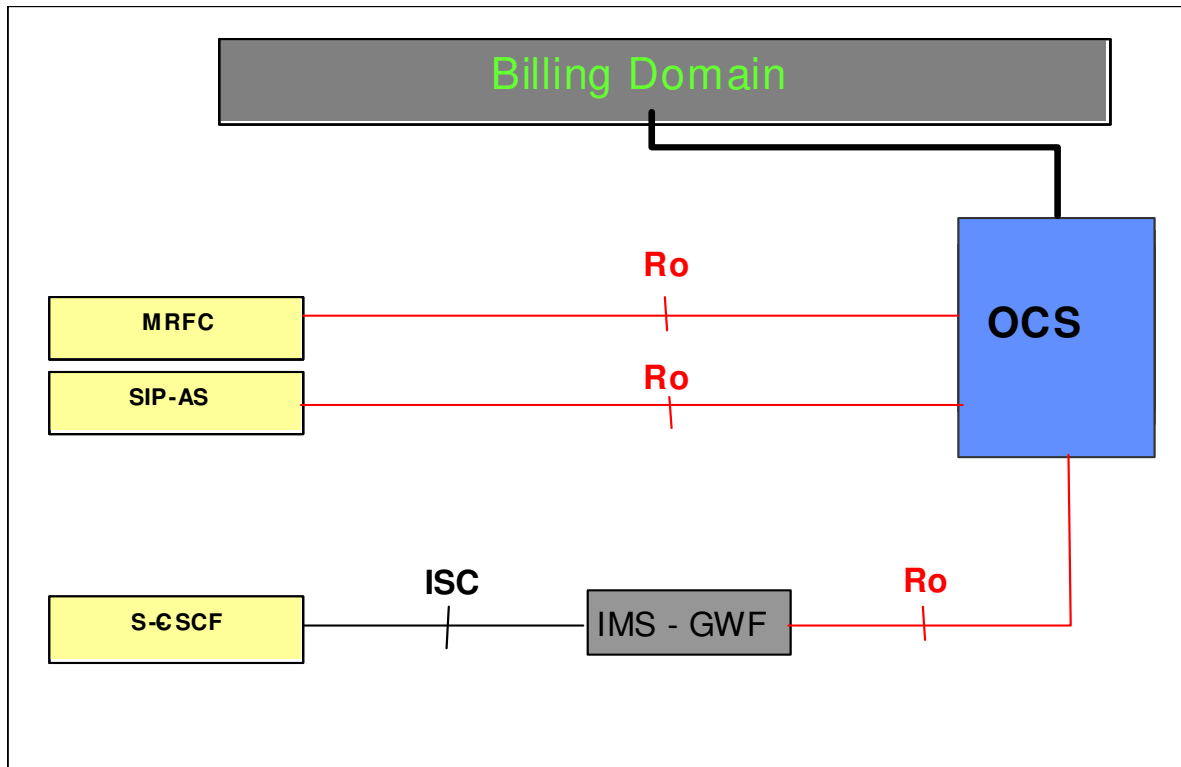 Billing Domain
Ro
MRFC
OCS
Ro
SIP-AS
ISC
Ro
S-CSCF
IMS - GWF